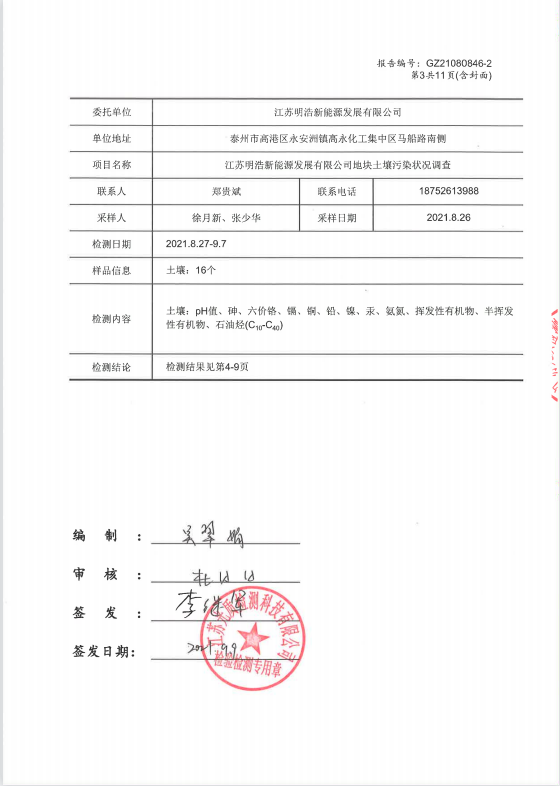 报告编号：GZ21080846-2
第3共11页(含封面)
委托单位 江苏明浩新能源发展有限公司
单位地址 泰州市高港区永安洲镇高永化工集中区马船路南侧
项目名称 江苏明浩新能源发展有限公司地块土壤污染状况调查
联系人 郑贵斌 联系电话 18752613988
采样人 徐月新、张少华 采样日期 2021.8.26
检测日期 2021.8.27-9.7
样品信息 土壤：16个
检测内容 土壤：pH值、砷、六价铬、镉、铜、铅、镍、汞、氨氮、挥发性有机物、半挥发
性有机物、石油烃(C10-C40)
检测结论 检测结果见第4-9页
编 制 ：
审 核 ：
签 发 ：
签发日期： 2021.9.9
检测科技有限公司
检验检测专用章